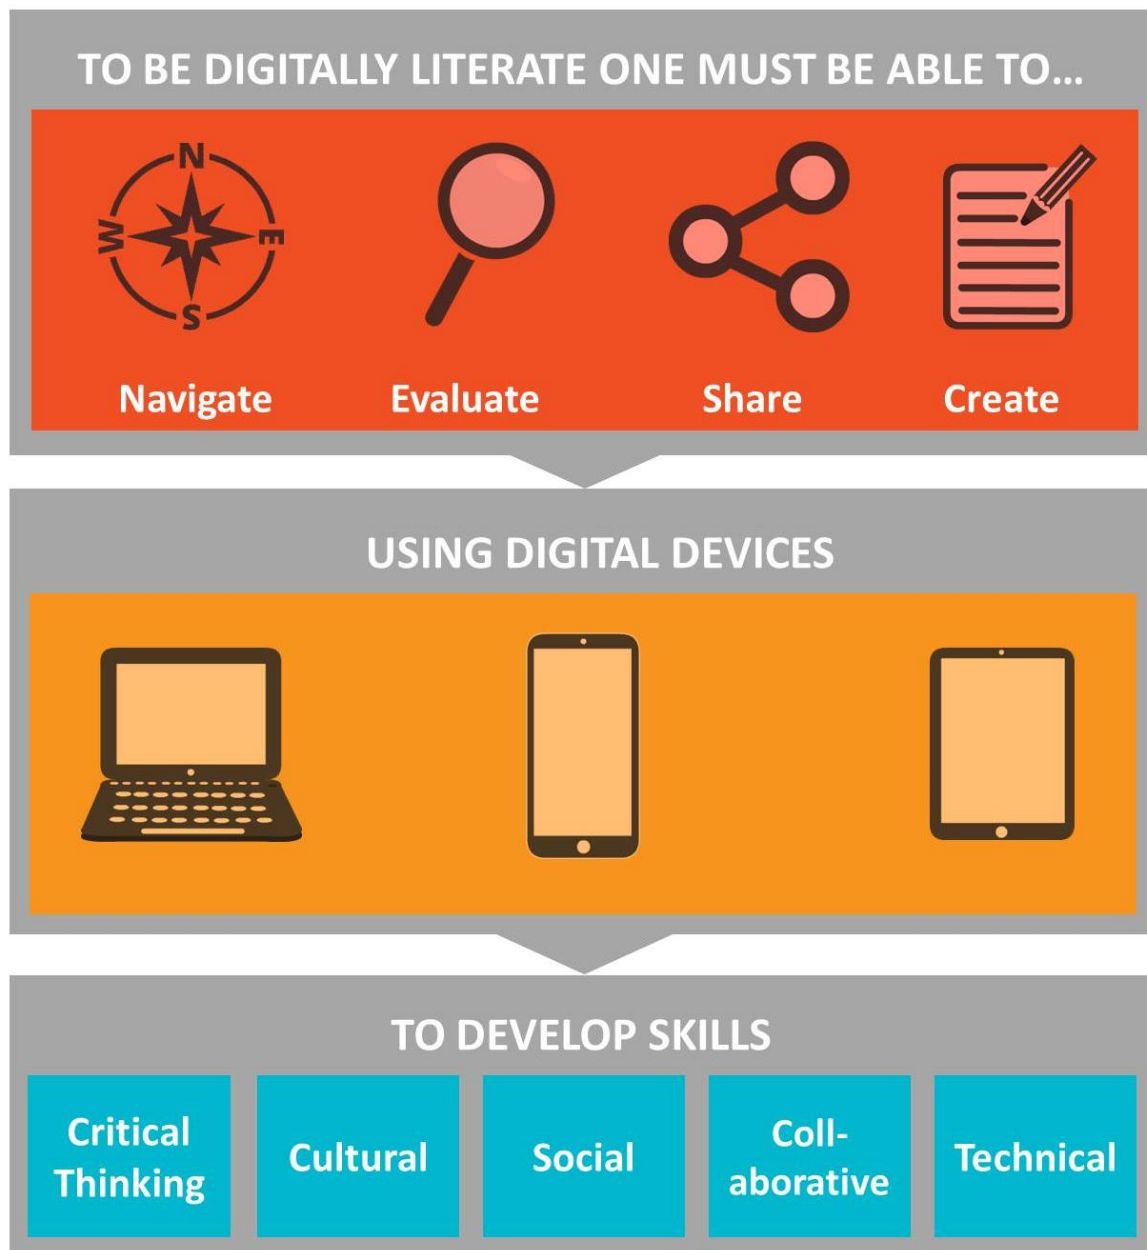 TO BE DIGITALLY LITERATE ONE MUST BE ABLE TO...
N
W
E
S
Navigate
Evaluate
Share
Create
USING DIGITAL DEVICES
TO DEVELOP SKILLS
Critical
Thinking
Cultural
Social
Coll-
aborative
Technical